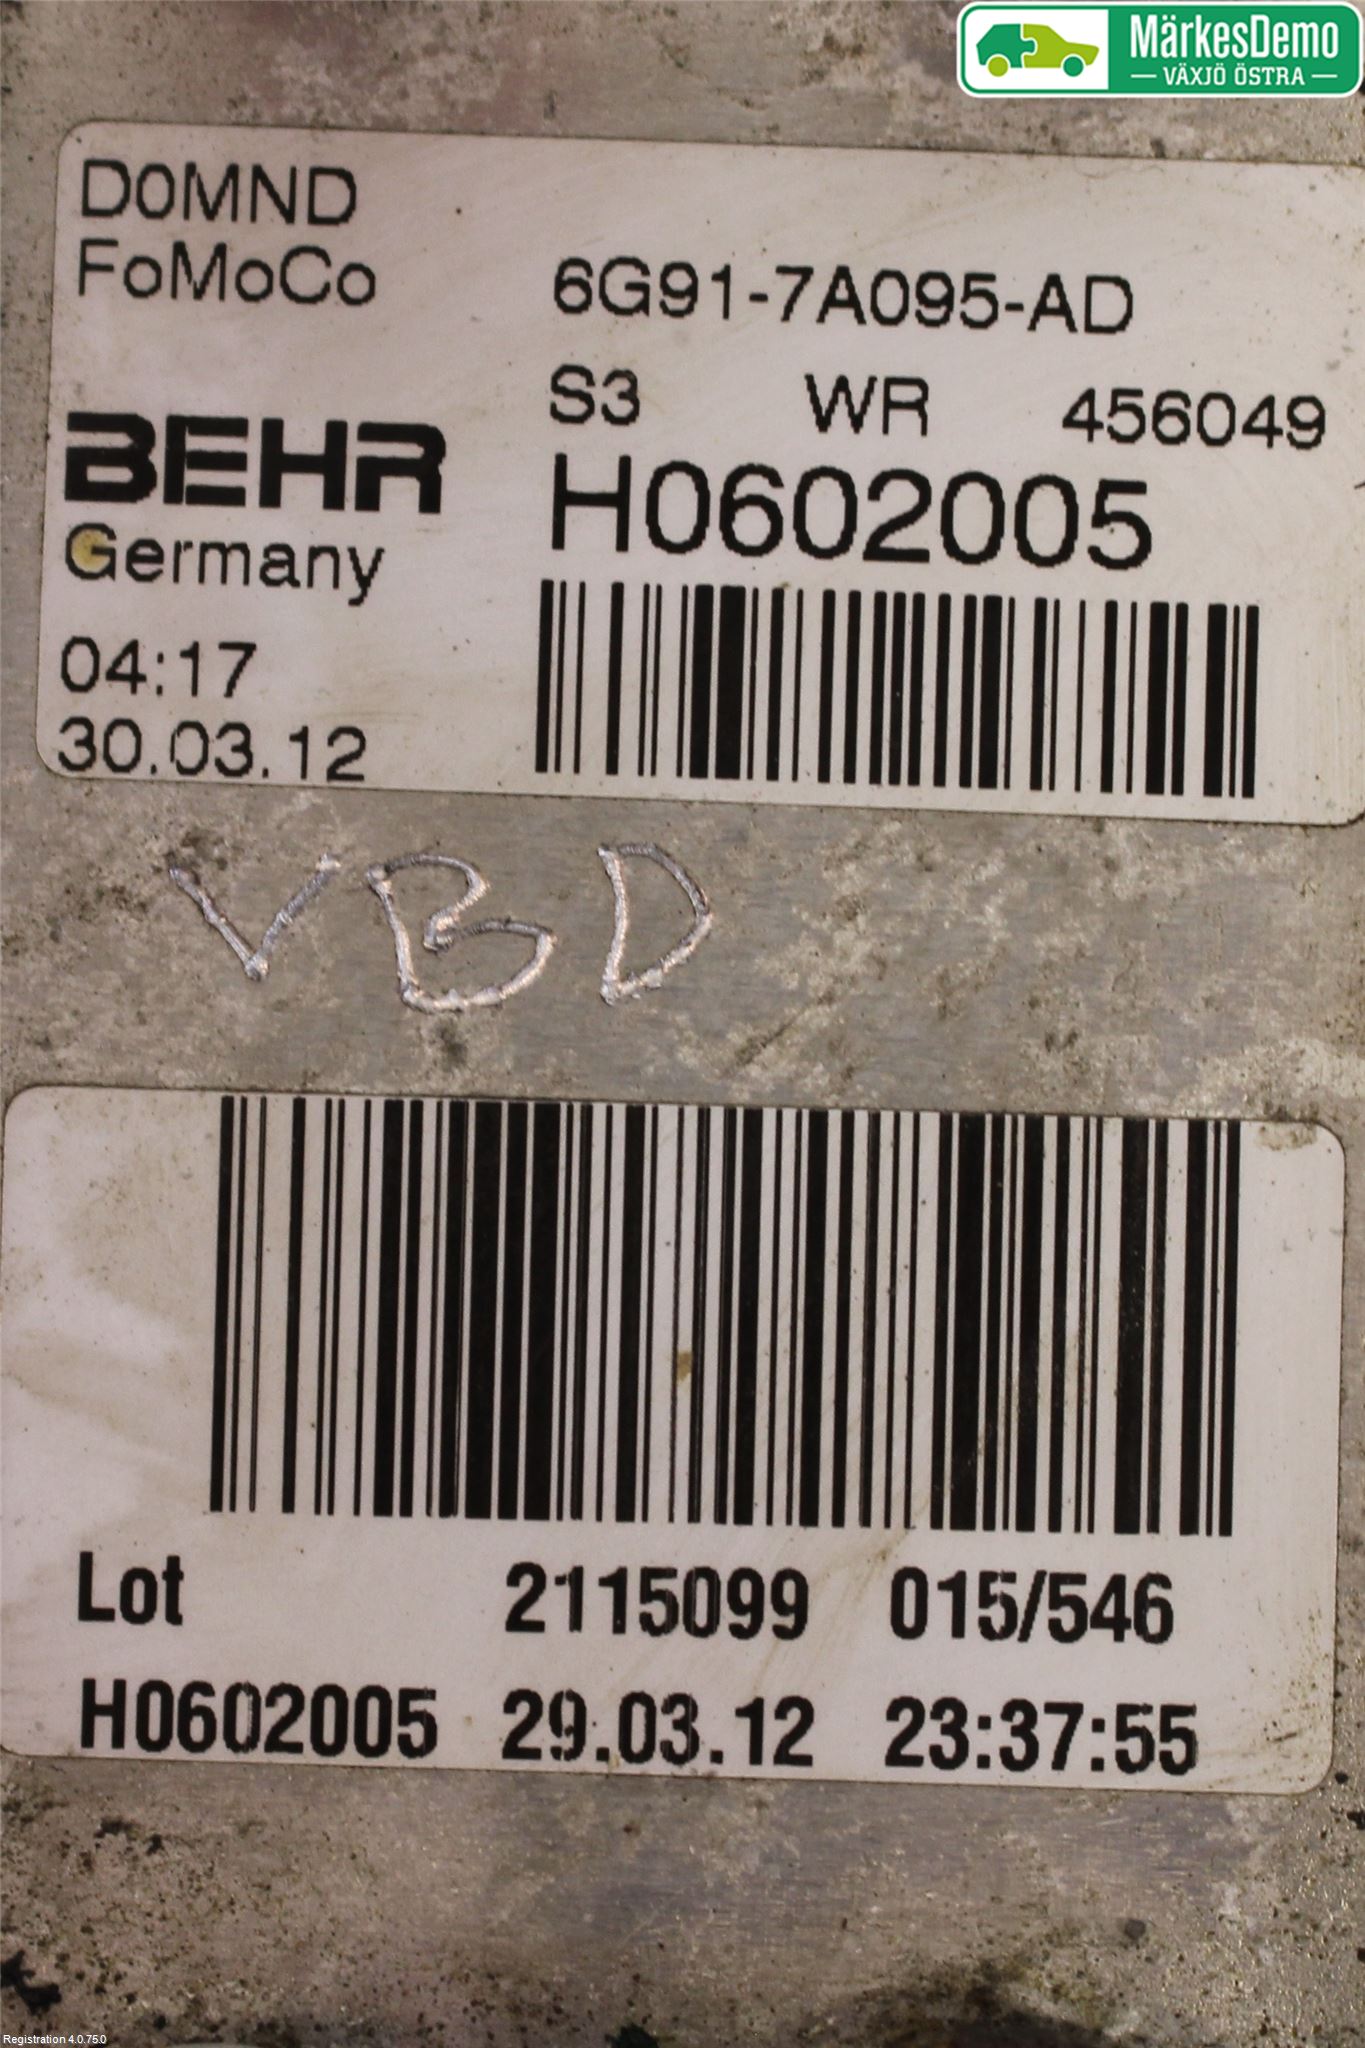 MärkesDemo
VÄXJÖ ÖSTRA
D0MND
FoMoCo 6G91-7A095-AD
S3 WR 456049
BEHR H0602005
Germany
04:17
30.03.12
VBD
Lot 2115099 015/546
H0602005 29.03.12 23:37:55
Registration 4.0.75.0